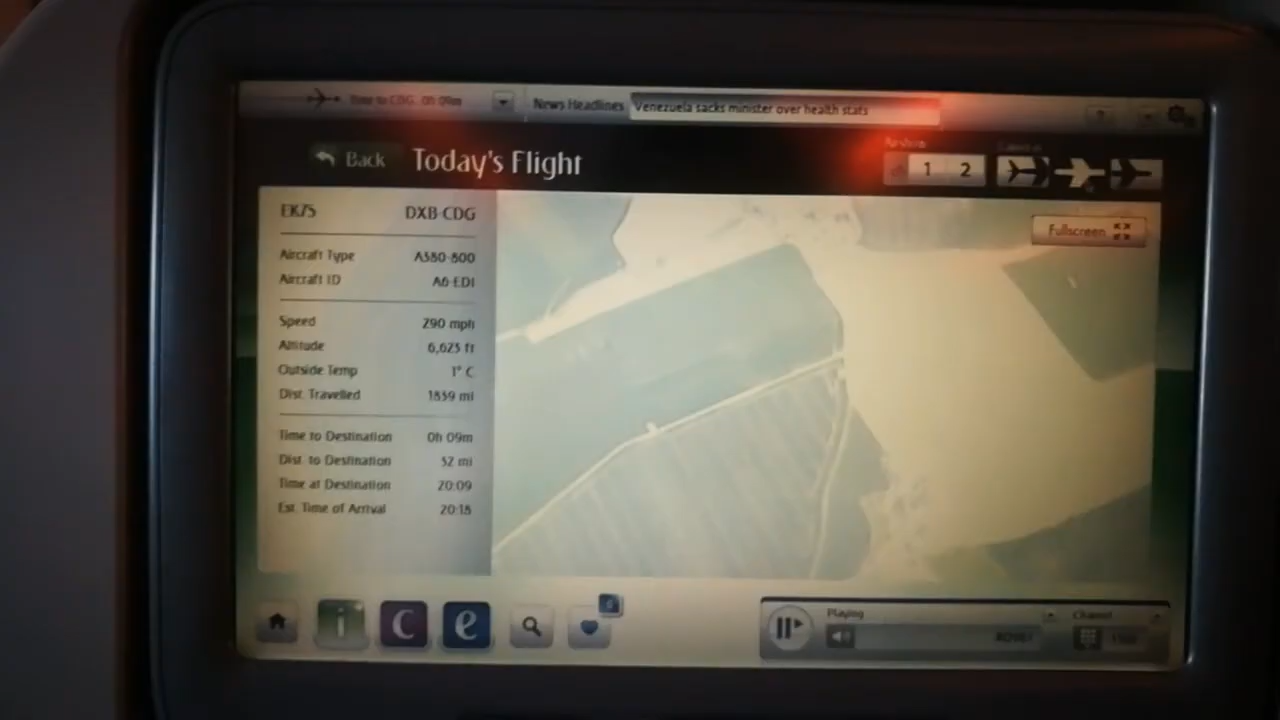 Time to CDG 0h 09m
News Headlines
Venezuela sacks minister over health stats
?
Back
Today's Flight
Airshow
1 2
Camera
EK75 DXB-CDG
Fullscreen
Aircraft Type A380-800
Aircraft ID A6-EDI
Speed 290 mph
Altitude 6,623 ft
Outside Temp 1° C
Dist. Travelled 1859 mi
Time to Destination 0h 09m
Dist. to Destination 32 mi
Time at Destination 20:09
Est. Time of Arrival 20:18
i C e
Playing
Channel